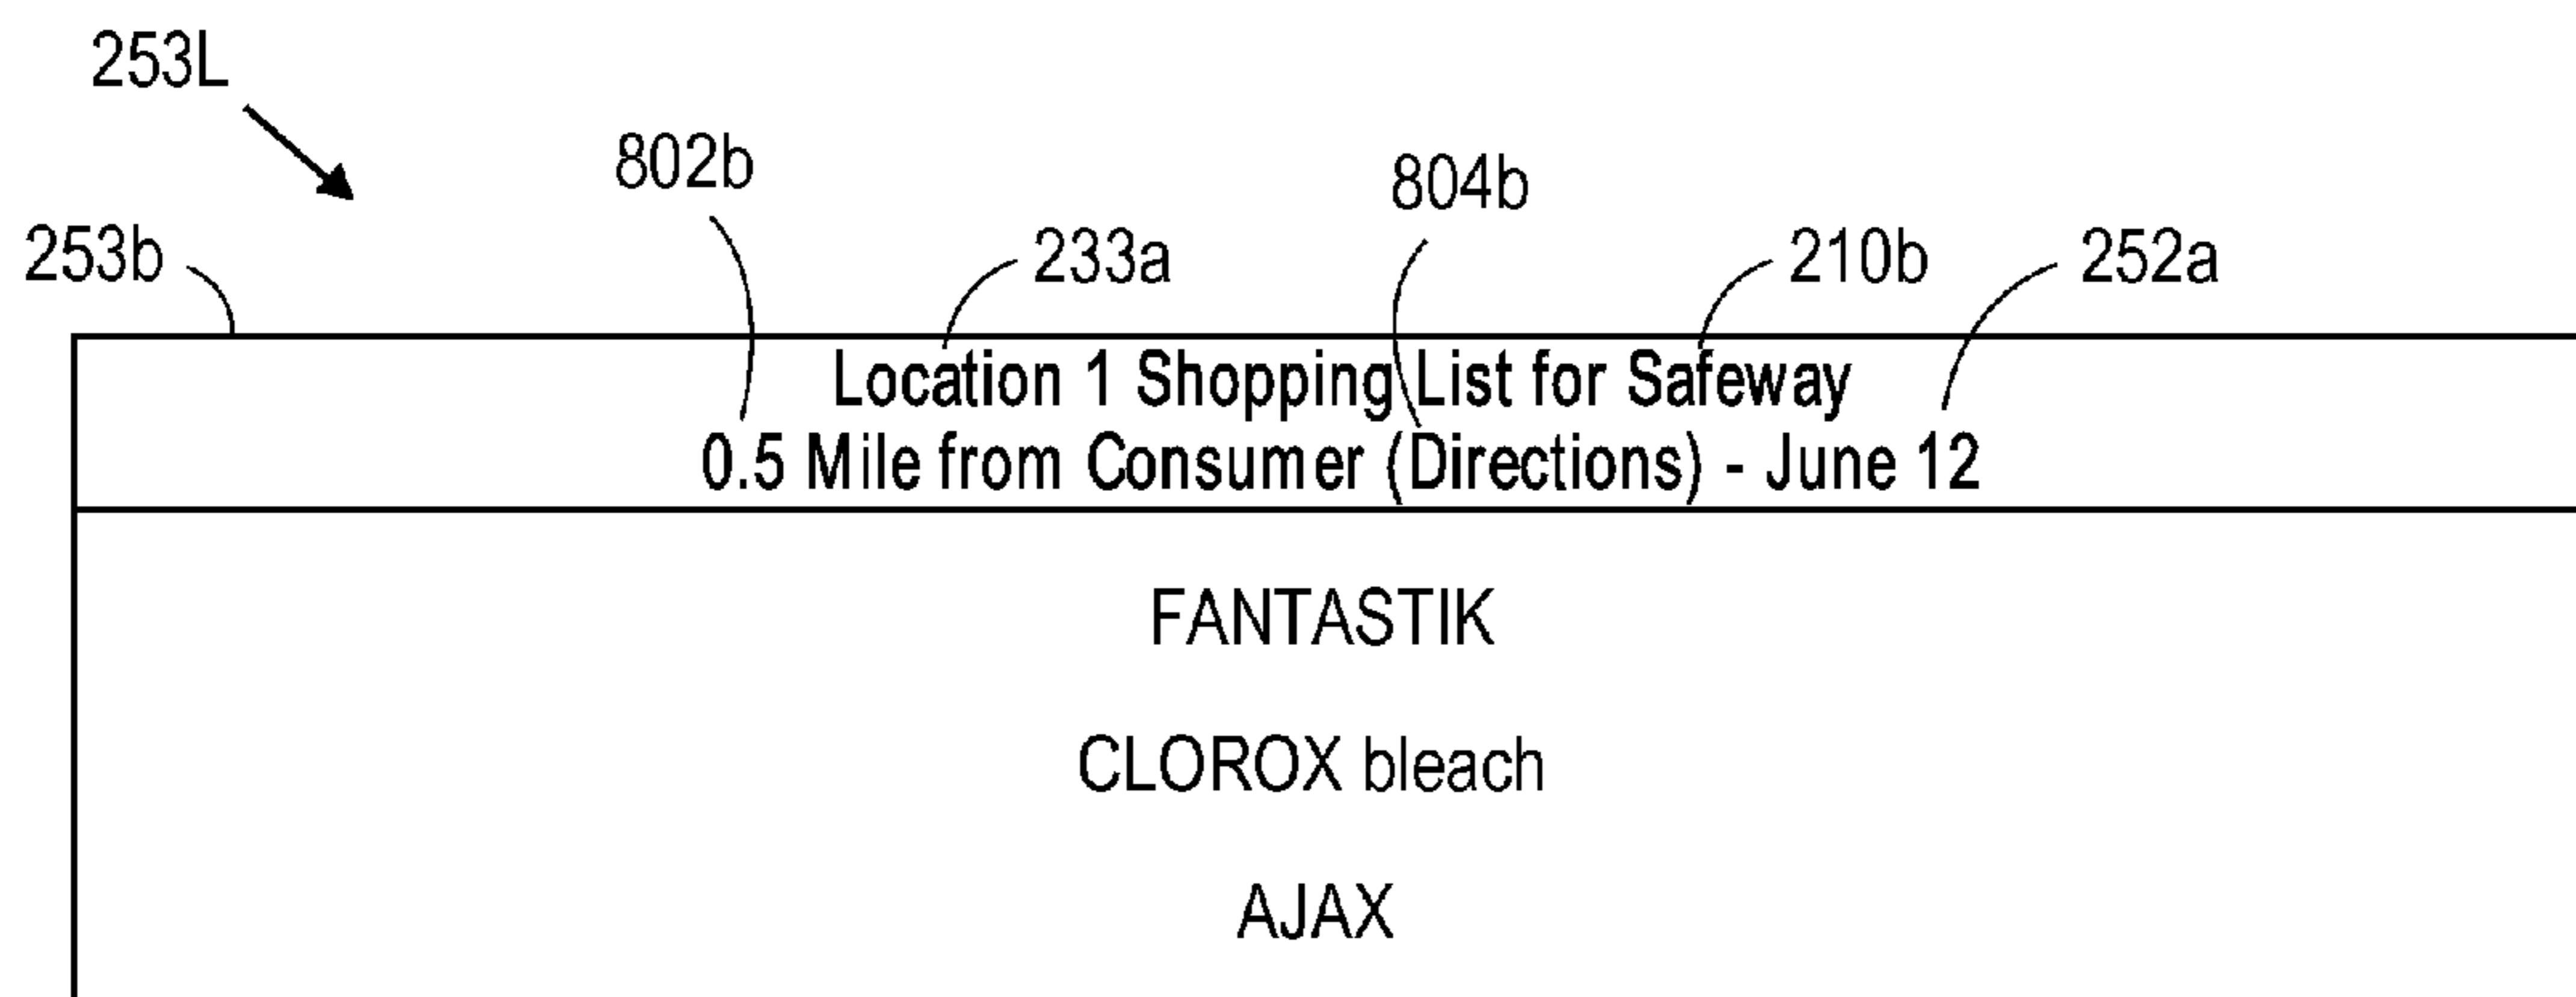 253L
802b
804b
253b
233a
210b
252a
Location 1 Shopping List for Safeway
0.5 Mile from Consumer (Directions) - June 12
FANTASTIK
CLOROX bleach
AJAX